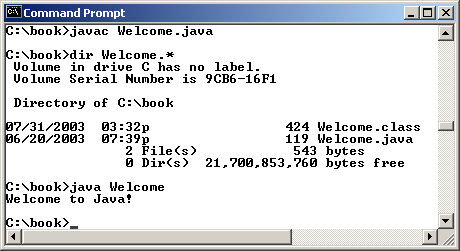 Command Prompt
C:\book>javac Welcome.java
C:\book>dir Welcome.*
 Volume in drive C has no label.
 Volume Serial Number is 9CB6-16F1
 Directory of C:\book
07/31/2003  03:32p                 424 Welcome.class
06/20/2003  07:39p                 119 Welcome.java
               2 File(s)            543 bytes
               0 Dir(s)  21,700,853,760 bytes free
C:\book>java Welcome
Welcome to Java!
C:\book>_